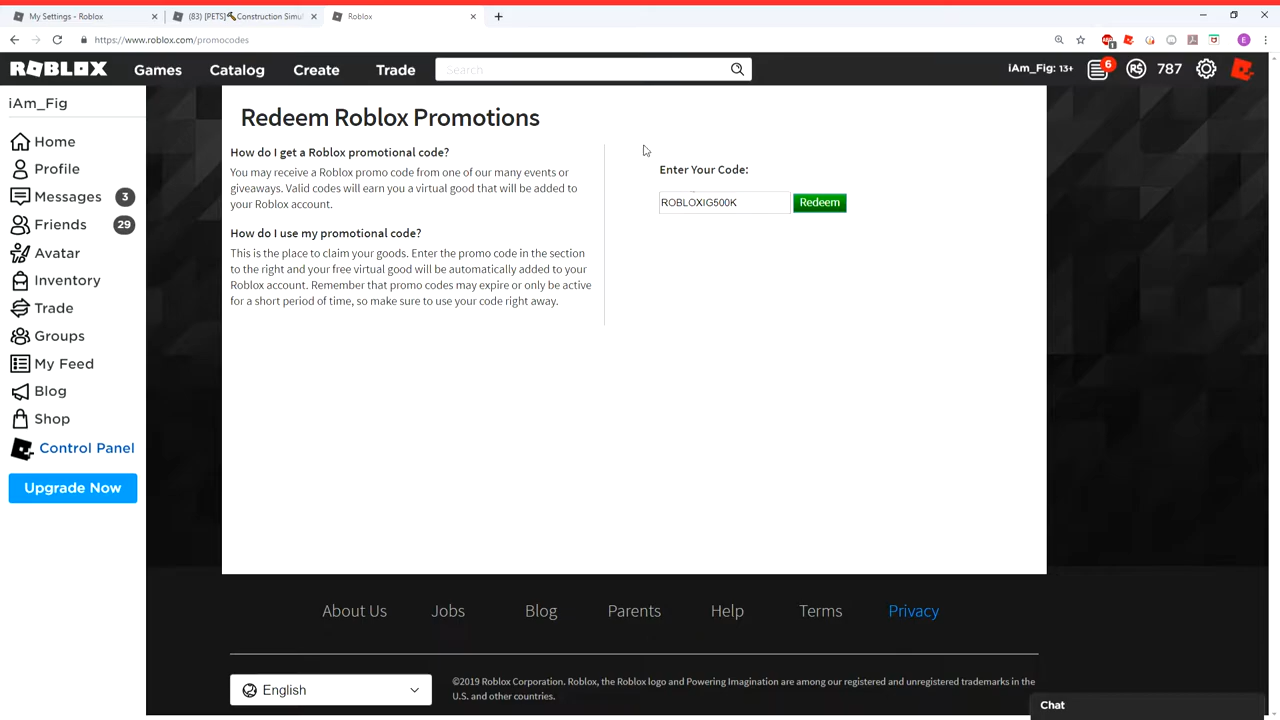 My Settings - Roblox
(83) [PETS]🔨Construction Simul
Roblox
https://www.roblox.com/promocodes
1
E
ROBLOX
Games
Catalog
Create
Trade
Search
iAm_Fig: 13+
6
R$
787
iAm_Fig
Home
Profile
Messages
3
Friends
29
Avatar
Inventory
Trade
Groups
My Feed
Blog
Shop
Control Panel
Upgrade Now
Redeem Roblox Promotions
How do I get a Roblox promotional code?
You may receive a Roblox promo code from one of our many events or
giveaways. Valid codes will earn you a virtual good that will be added to
your Roblox account.
How do I use my promotional code?
This is the place to claim your goods. Enter the promo code in the section
to the right and your free virtual good will be automatically added to your
Roblox account. Remember that promo codes may expire or only be active
for a short period of time, so make sure to use your code right away.
Enter Your Code:
ROBLOXIG500K
Redeem
About Us
Jobs
Blog
Parents
Help
Terms
Privacy
English
©2019 Roblox Corporation. Roblox, the Roblox logo and Powering Imagination are among our registered and unregistered trademarks in the
U.S. and other countries.
Chat